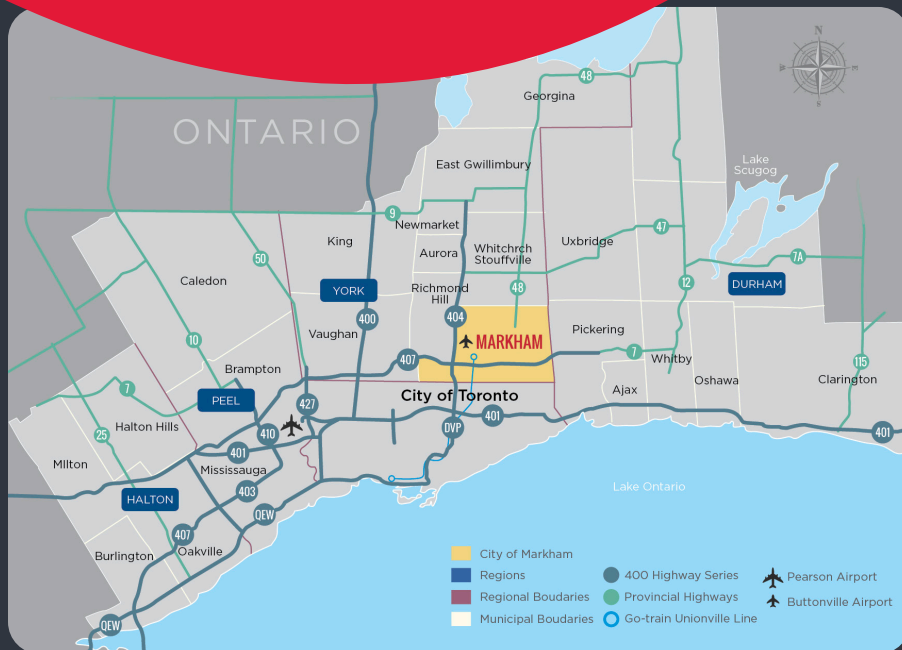 N
48
Georgina
ONTARIO
East Gwillimbury
Lake
Scugog
9
Newmarket
King
Aurora
Whitchrch
Stouffville
Uxbridge
47
50
7A
Caledon
YORK
Richmond
Hill
48
12
DURHAM
400
404
Vaughan
MARKHAM
Pickering
10
407
7
Whitby
115
Brampton
Ajax
Oshawa
Clarington
7
PEEL
City of Toronto
427
401
25
Halton Hills
410
DVP
401
401
MIlton
Mississauga
403
HALTON
Lake Ontario
QEW
407
Burlington
Oakville
QEW
City of Markham
Regions
400 Highway Series
Pearson Airport
Regional Boudaries
Provincial Highways
Buttonville Airport
Municipal Boudaries
Go-train Unionville Line